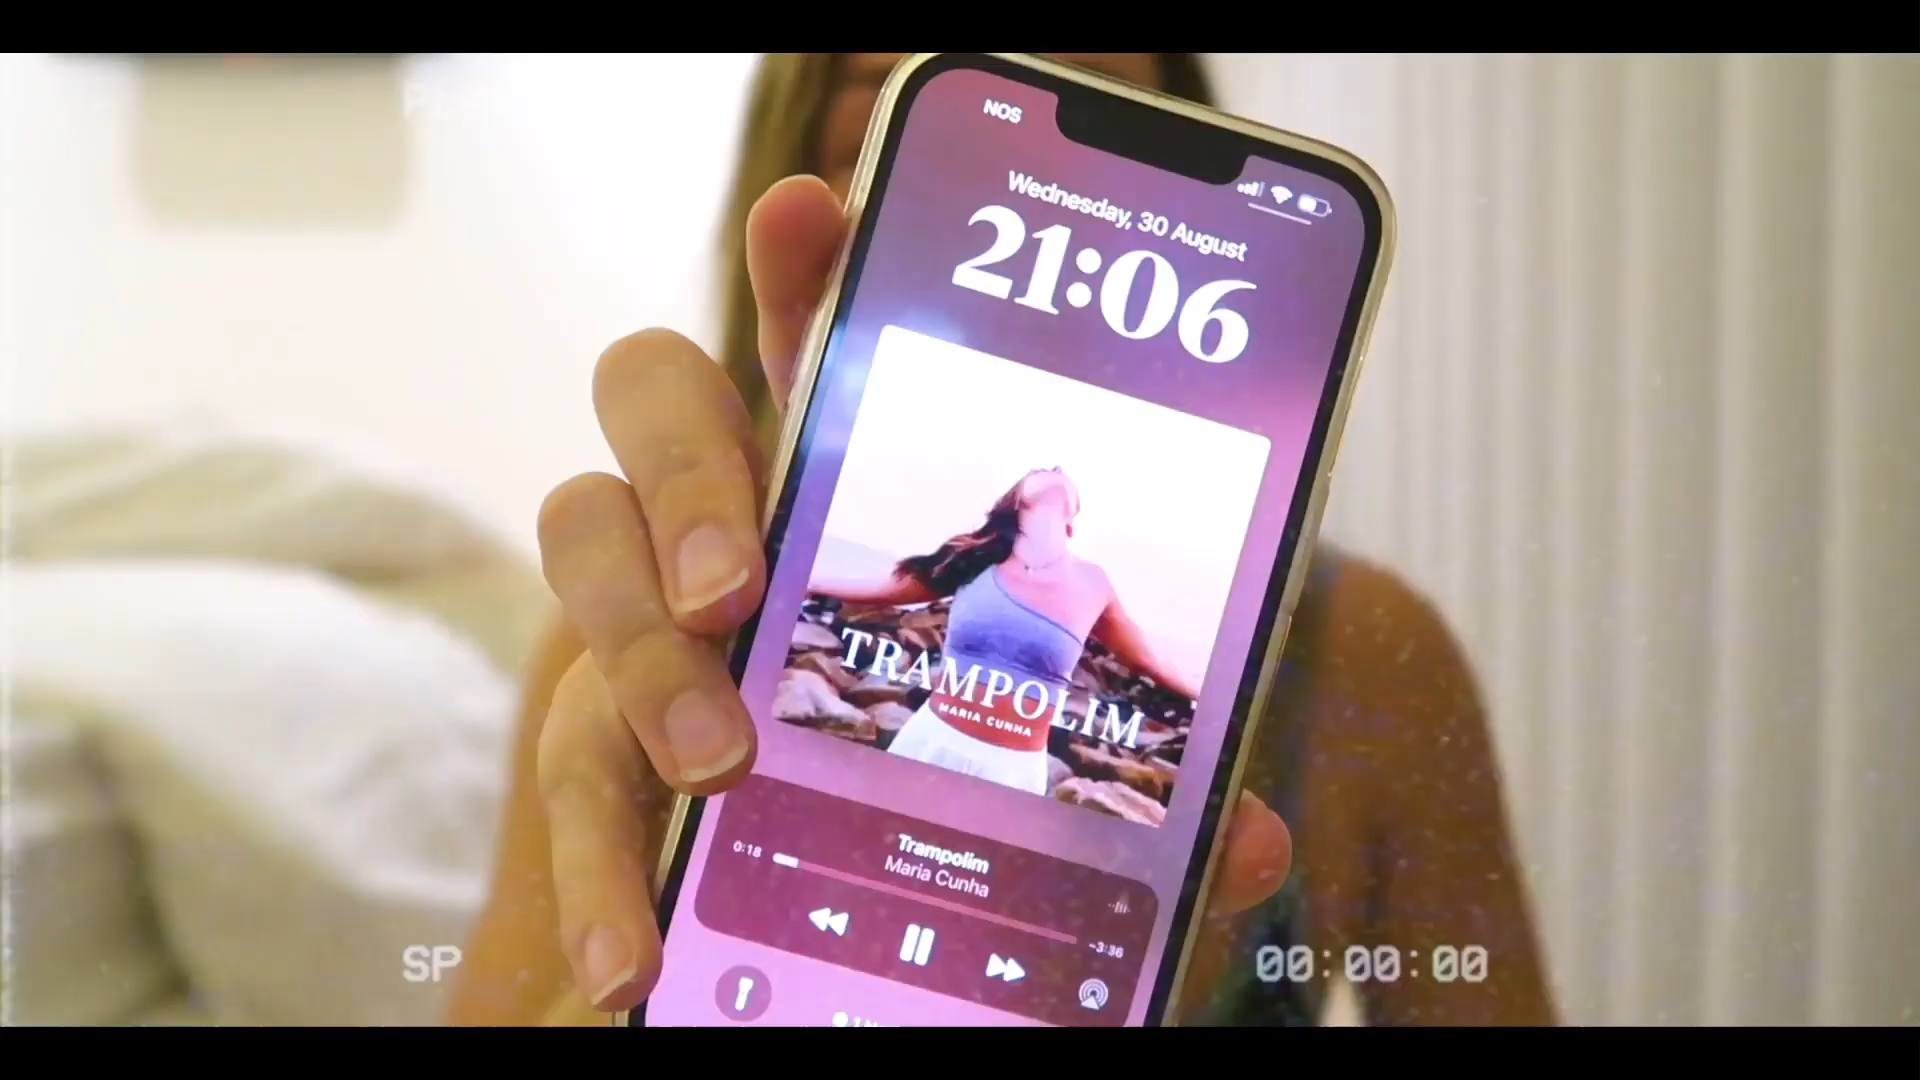 NOS
Wednesday, 30 August
21:06
TRAMPOLIM
MARIA CUNHA
Trampolim
Maria Cunha
0:18
-3:36
SP
00:00:00